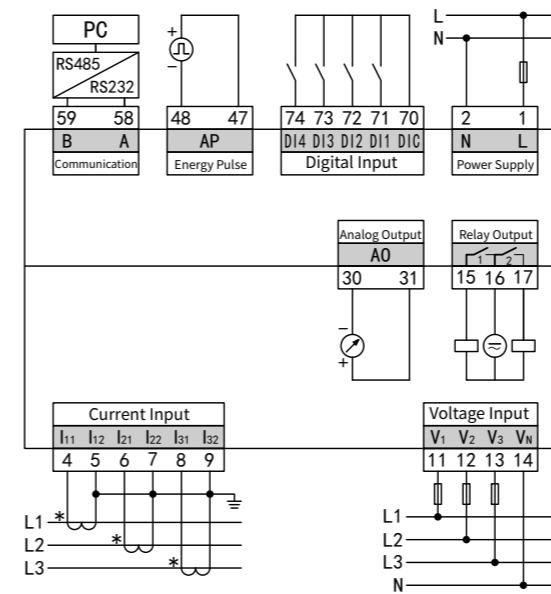 PC
RS485
RS232
59 58
B A
Communication
+
−
48 47
AP
Energy Pulse
74 73 72 71 70
DI4 DI3 DI2 DI1 DIC
Digital Input
L
N
2 1
N L
Power Supply
Analog Output
AO
30 31
−
+
Relay Output
1 2
15 16 17
Current Input
I11 I12 I21 I22 I31 I32
4 5 6 7 8 9
L1 *
L2 *
L3 *
Voltage Input
V1 V2 V3 VN
11 12 13 14
L1
L2
L3
N